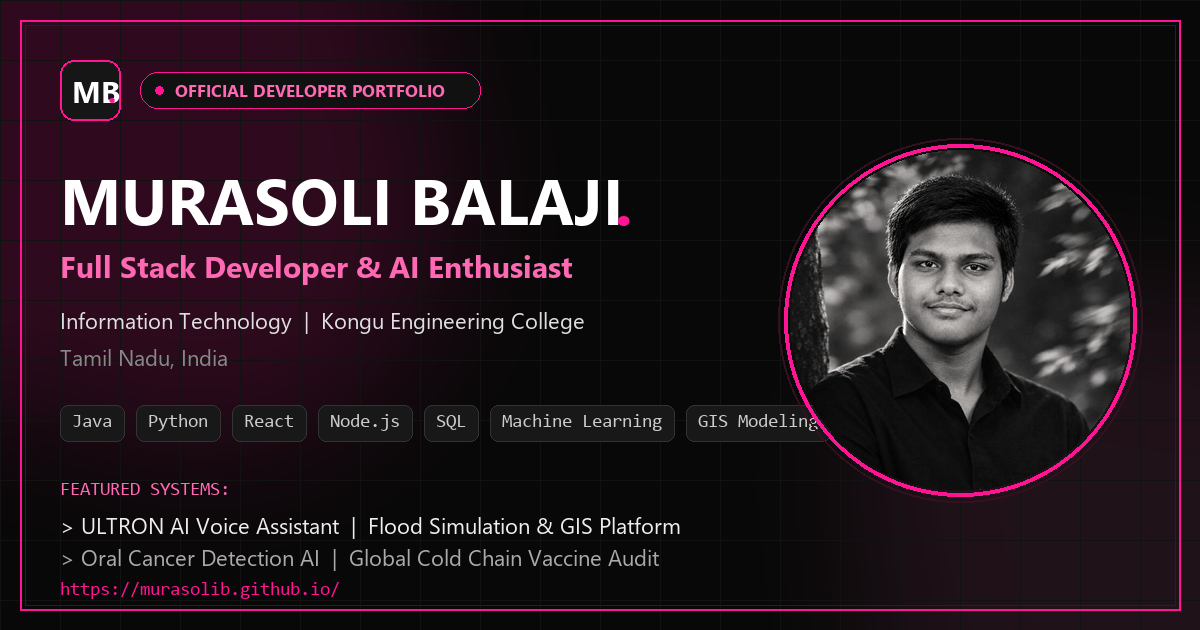 MB.
OFFICIAL DEVELOPER PORTFOLIO
MURASOLI BALAJI.
Full Stack Developer & AI Enthusiast
Information Technology | Kongu Engineering College
Tamil Nadu, India
Java Python React Node.js SQL Machine Learning GIS Modeling
FEATURED SYSTEMS:
> ULTRON AI Voice Assistant | Flood Simulation & GIS Platform
> Oral Cancer Detection AI | Global Cold Chain Vaccine Audit
https://murasolib.github.io/